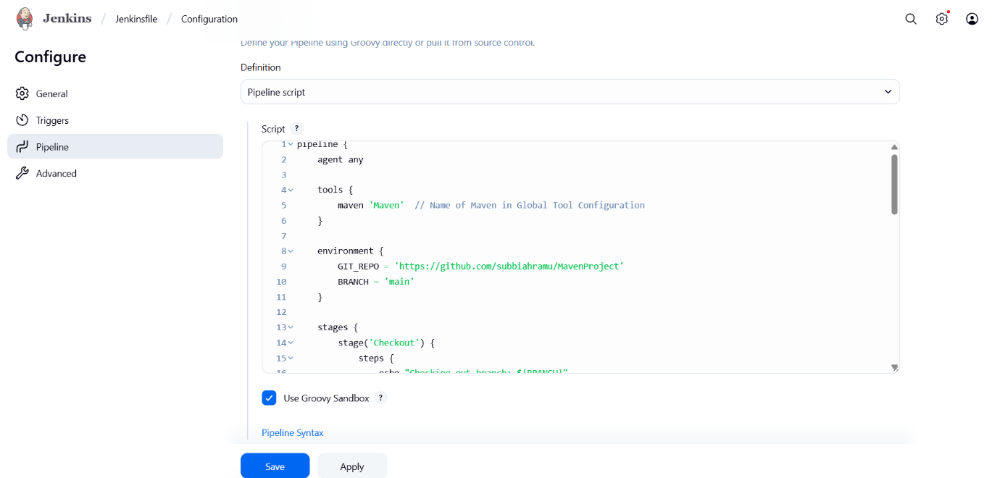 Jenkins / Jenkinsfile / Configuration
Configure
General
Triggers
Pipeline
Advanced
Define your Pipeline using Groovy directly or pull it from source control.
Definition
Pipeline script
Script ?
1 pipeline {
2     agent any
3
4     tools {
5         maven 'Maven'  // Name of Maven in Global Tool Configuration
6     }
7
8     environment {
9         GIT_REPO = 'https://github.com/subbiahramu/MavenProject'
10         BRANCH = 'main'
11     }
12
13     stages {
14         stage('Checkout') {
15             steps {
16                 echo "Checking out branch: ${BRANCH}"
Use Groovy Sandbox ?
Pipeline Syntax
Save
Apply